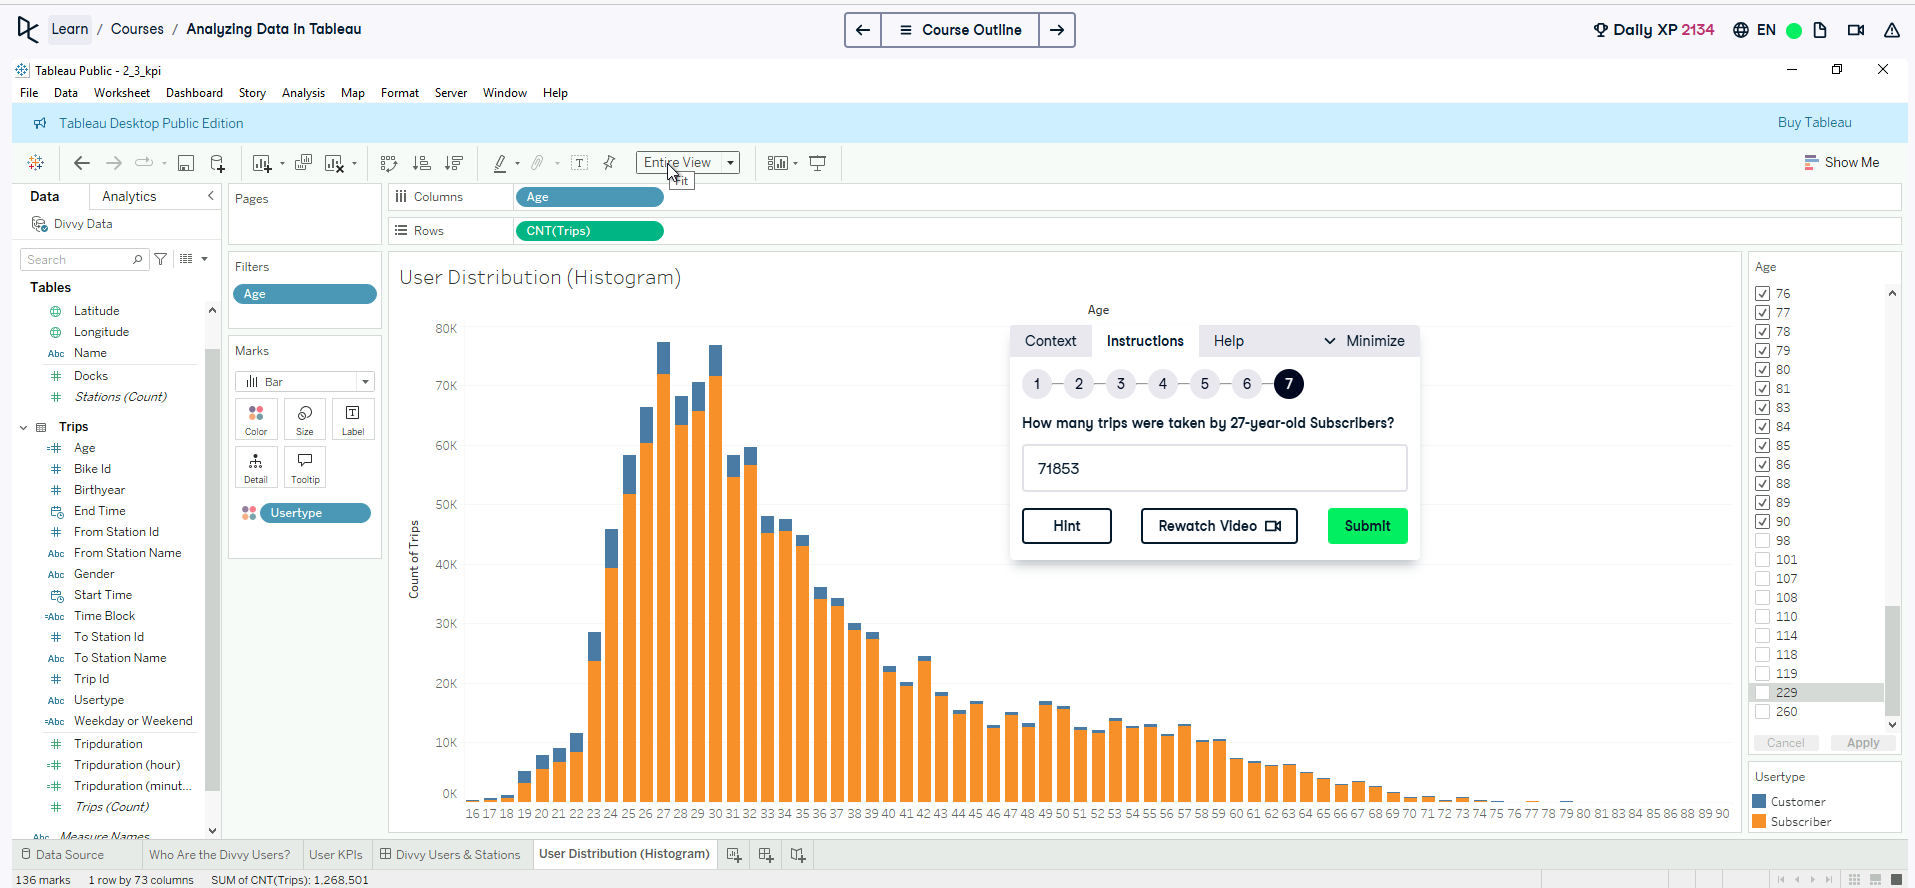 Learn / Courses / Analyzing Data in Tableau
Course Outline
Daily XP 2134
EN
Tableau Public - 2_3_kpi
File Data Worksheet Dashboard Story Analysis Map Format Server Window Help
Tableau Desktop Public Edition
Buy Tableau
Entire View
Fit
Show Me
Data Analytics
Divvy Data
Search
Tables
Latitude
Longitude
Abc Name
Docks
Stations (Count)
Trips
Age
Bike Id
Birthyear
End Time
From Station Id
Abc From Station Name
Abc Gender
Start Time
=Abc Time Block
To Station Id
Abc To Station Name
Trip Id
Abc Usertype
=Abc Weekday or Weekend
Tripduration
Tripduration (hour)
Tripduration (minut...
Trips (Count)
Abc Measure Names
Pages
Filters
Age
Marks
Bar
Color Size Label
Detail Tooltip
Usertype
Columns Age
Rows CNT(Trips)
User Distribution (Histogram)
Age
80K
70K
60K
50K
40K
30K
20K
10K
0K
Count of Trips
16 17 18 19 20 21 22 23 24 25 26 27 28 29 30 31 32 33 34 35 36 37 38 39 40 41 42 43 44 45 46 47 48 49 50 51 52 53 54 55 56 57 58 59 60 61 62 63 64 65 66 67 68 69 70 71 72 73 74 75 76 77 78 79 80 81 83 84 85 86 88 89 90
Context Instructions Help Minimize
1 2 3 4 5 6 7
How many trips were taken by 27-year-old Subscribers?
71853
Hint Rewatch Video Submit
Age
76
77
78
79
80
81
83
84
85
86
88
89
90
98
101
107
108
110
114
118
119
229
260
Cancel Apply
Usertype
Customer
Subscriber
Data Source Who Are the Divvy Users? User KPIs Divvy Users & Stations User Distribution (Histogram)
136 marks 1 row by 73 columns SUM of CNT(Trips): 1,268,501